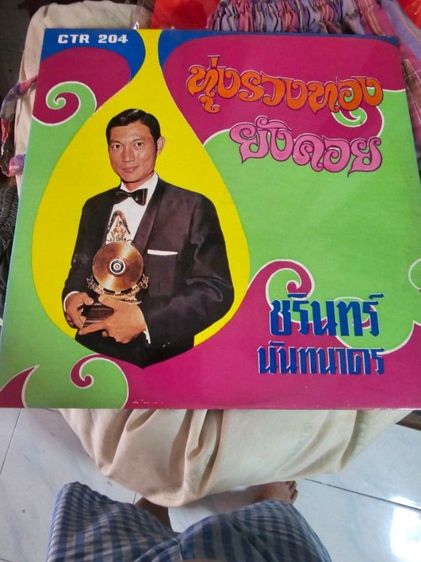 CTR 204
ทุ่งรวงทอง
ยังคอย
ชรินทร์
นันทนาคร